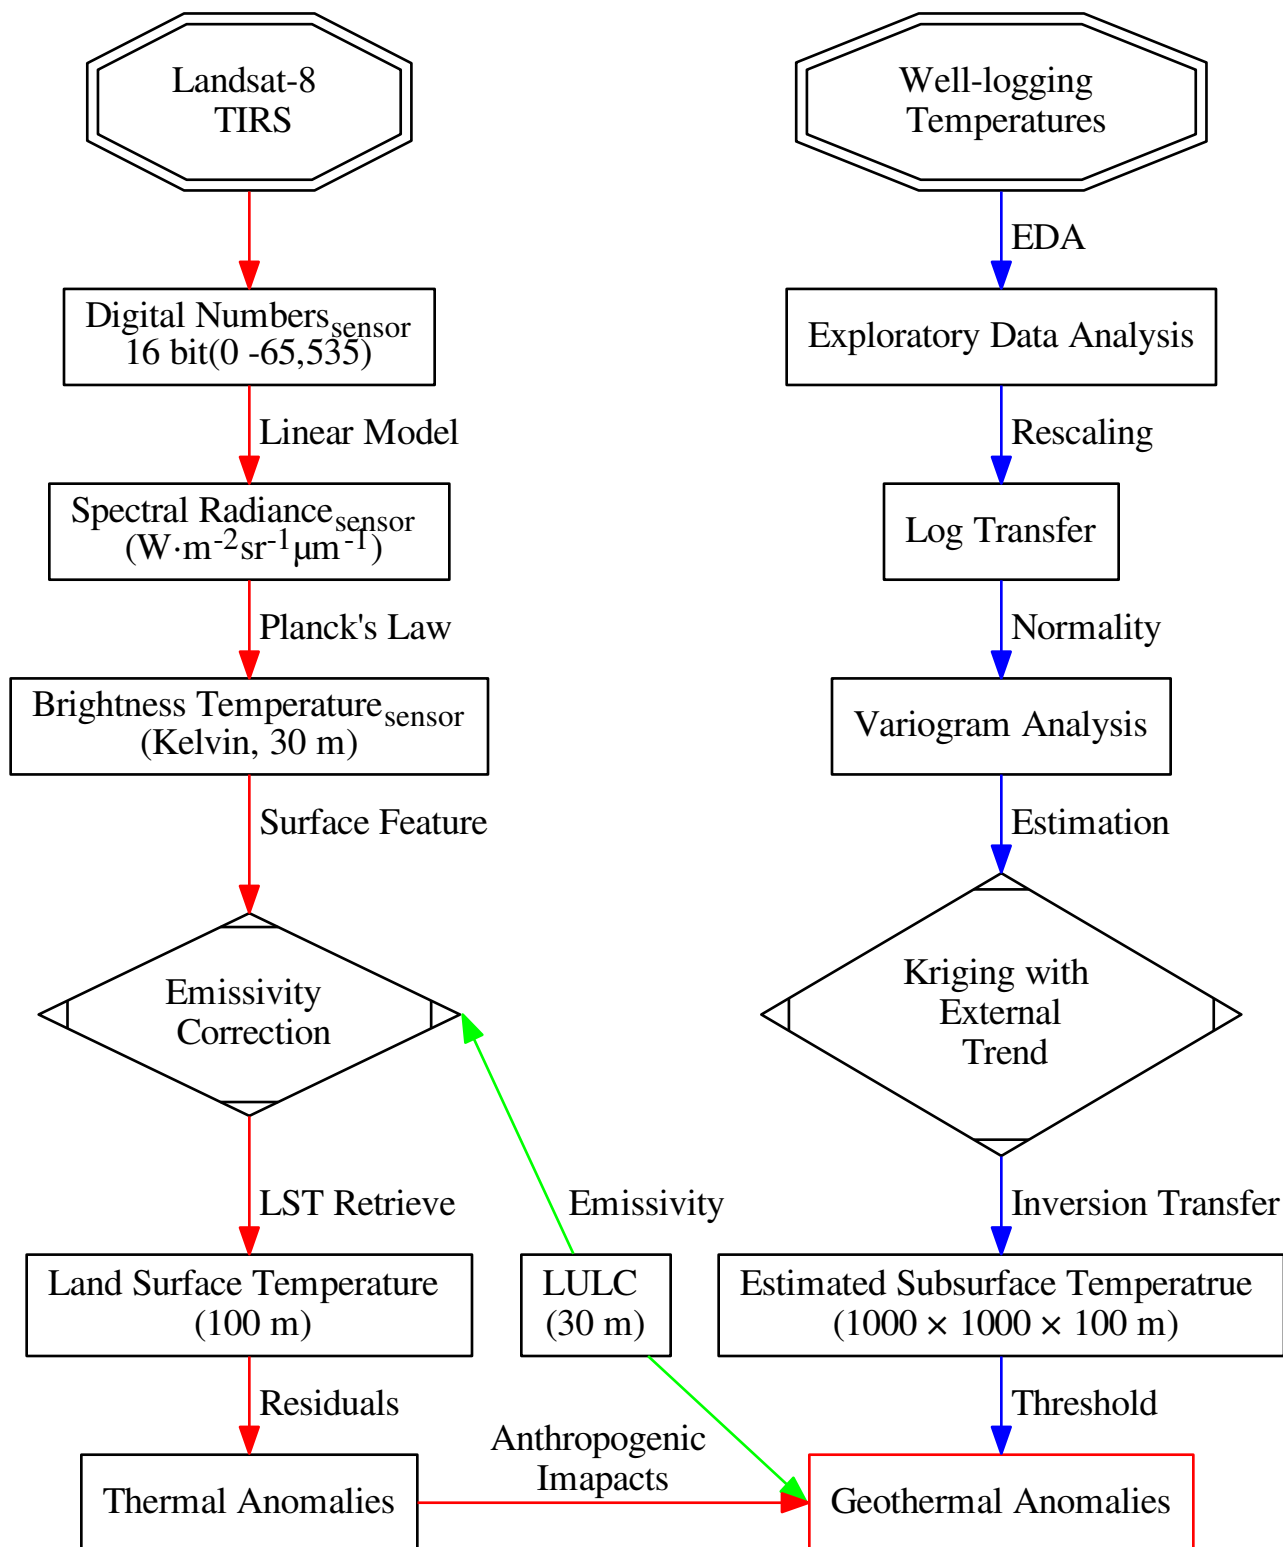 Landsat-8
TIRS
Digital Numbers_sensor
16 bit(0 -65,535)
Linear Model
Spectral Radiance_sensor
(W·m^-2sr^-1µm^-1)
Planck's Law
Brightness Temperature_sensor
(Kelvin, 30 m)
Surface Feature
Emissivity
Correction
LST Retrieve
Land Surface Temperature
(100 m)
Residuals
Thermal Anomalies
Emissivity
LULC
(30 m)
Anthropogenic
Imapacts
Well-logging
Temperatures
EDA
Exploratory Data Analysis
Rescaling
Log Transfer
Normality
Variogram Analysis
Estimation
Kriging with
External
Trend
Inversion Transfer
Estimated Subsurface Temperatrue
(1000 × 1000 × 100 m)
Threshold
Geothermal Anomalies